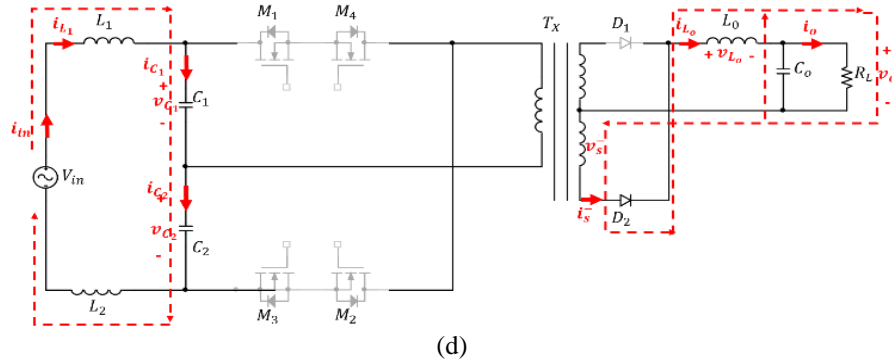 i_{L_1} L_1 M_1 M_4 T_X D_1 L_0
i_{L_o} i_o
i_{C_1} + v_{L_o} -
+ C_o R_L +
v_{C_1} C_1 v_o
- -
i_{in}
v_s^-
V_{in} i_{C_2}
+
i_s^- D_2
v_{C_2} C_2
-
L_2 M_3 M_2
(d)